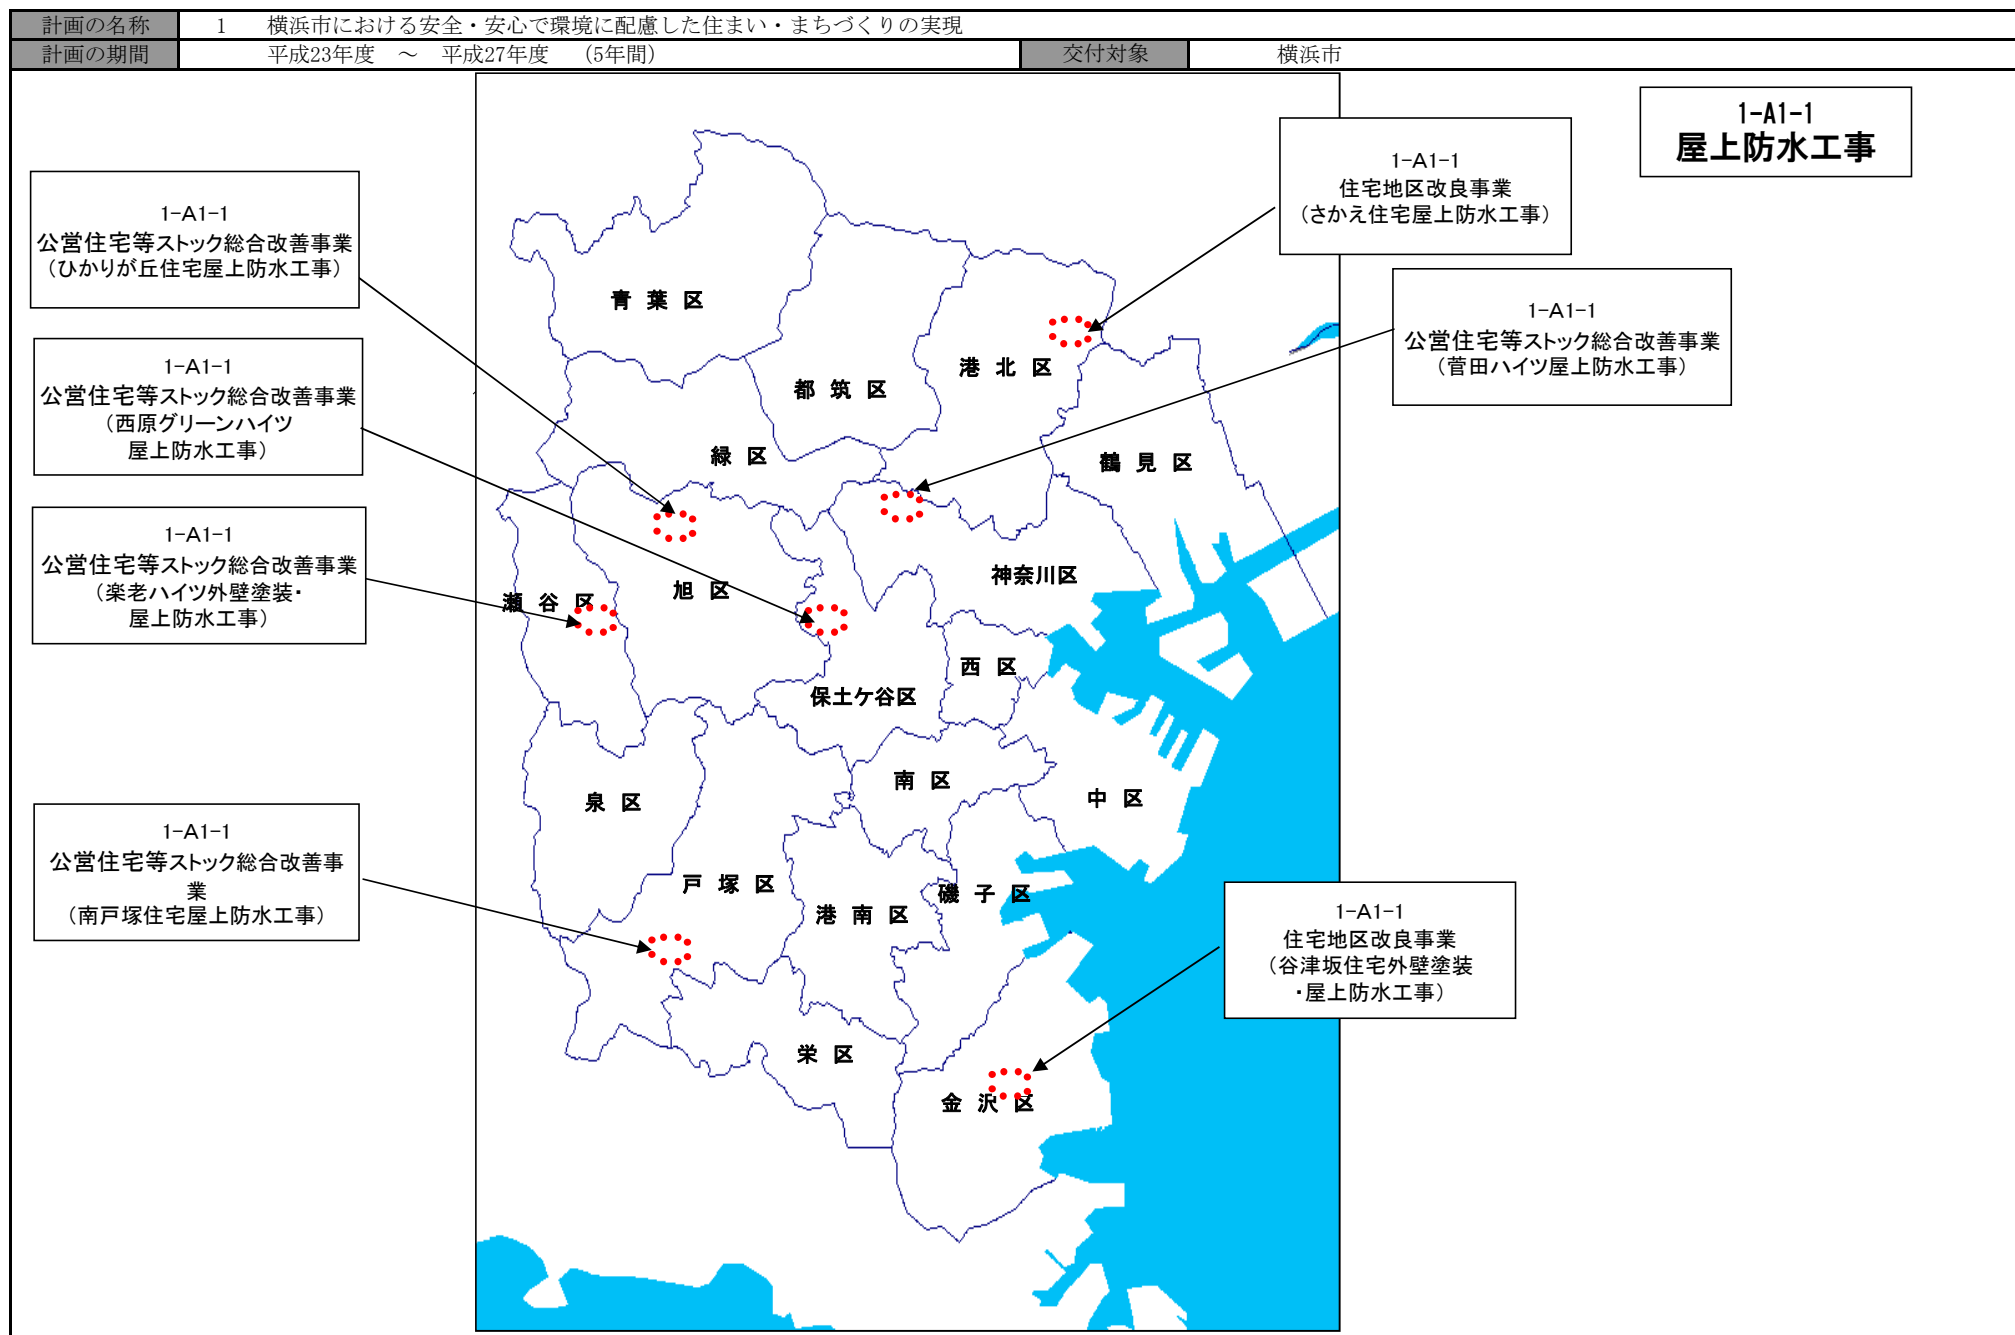 計画の名称 1 横浜市における安全・安心で環境に配慮した住まい・まちづくりの実現
計画の期間 平成23年度 ～ 平成27年度 (5年間) 交付対象 横浜市
1-A1-1
屋上防水工事
1-A1-1
公営住宅等ストック総合改善事業
(ひかりが丘住宅屋上防水工事)
1-A1-1
公営住宅等ストック総合改善事業
(西原グリーンハイツ
屋上防水工事)
1-A1-1
公営住宅等ストック総合改善事業
(楽老ハイツ外壁塗装・
屋上防水工事)
1-A1-1
公営住宅等ストック総合改善事
業
(南戸塚住宅屋上防水工事)
1-A1-1
住宅地区改良事業
(さかえ住宅屋上防水工事)
1-A1-1
公営住宅等ストック総合改善事業
(菅田ハイツ屋上防水工事)
1-A1-1
住宅地区改良事業
(谷津坂住宅外壁塗装
・屋上防水工事)
青葉区
港北区
都筑区
緑区
鶴見区
神奈川区
旭区
瀬谷区
西区
保土ケ谷区
南区
中区
泉区
戸塚区
港南区
磯子区
栄区
金沢区